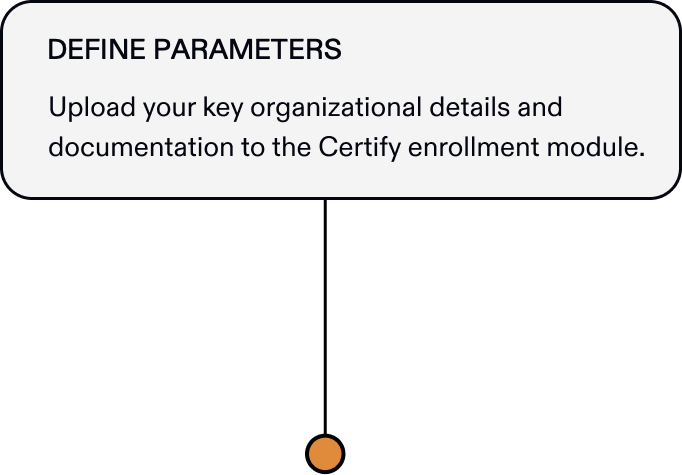 DEFINE PARAMETERS
Upload your key organizational details and
documentation to the Certify enrollment module.